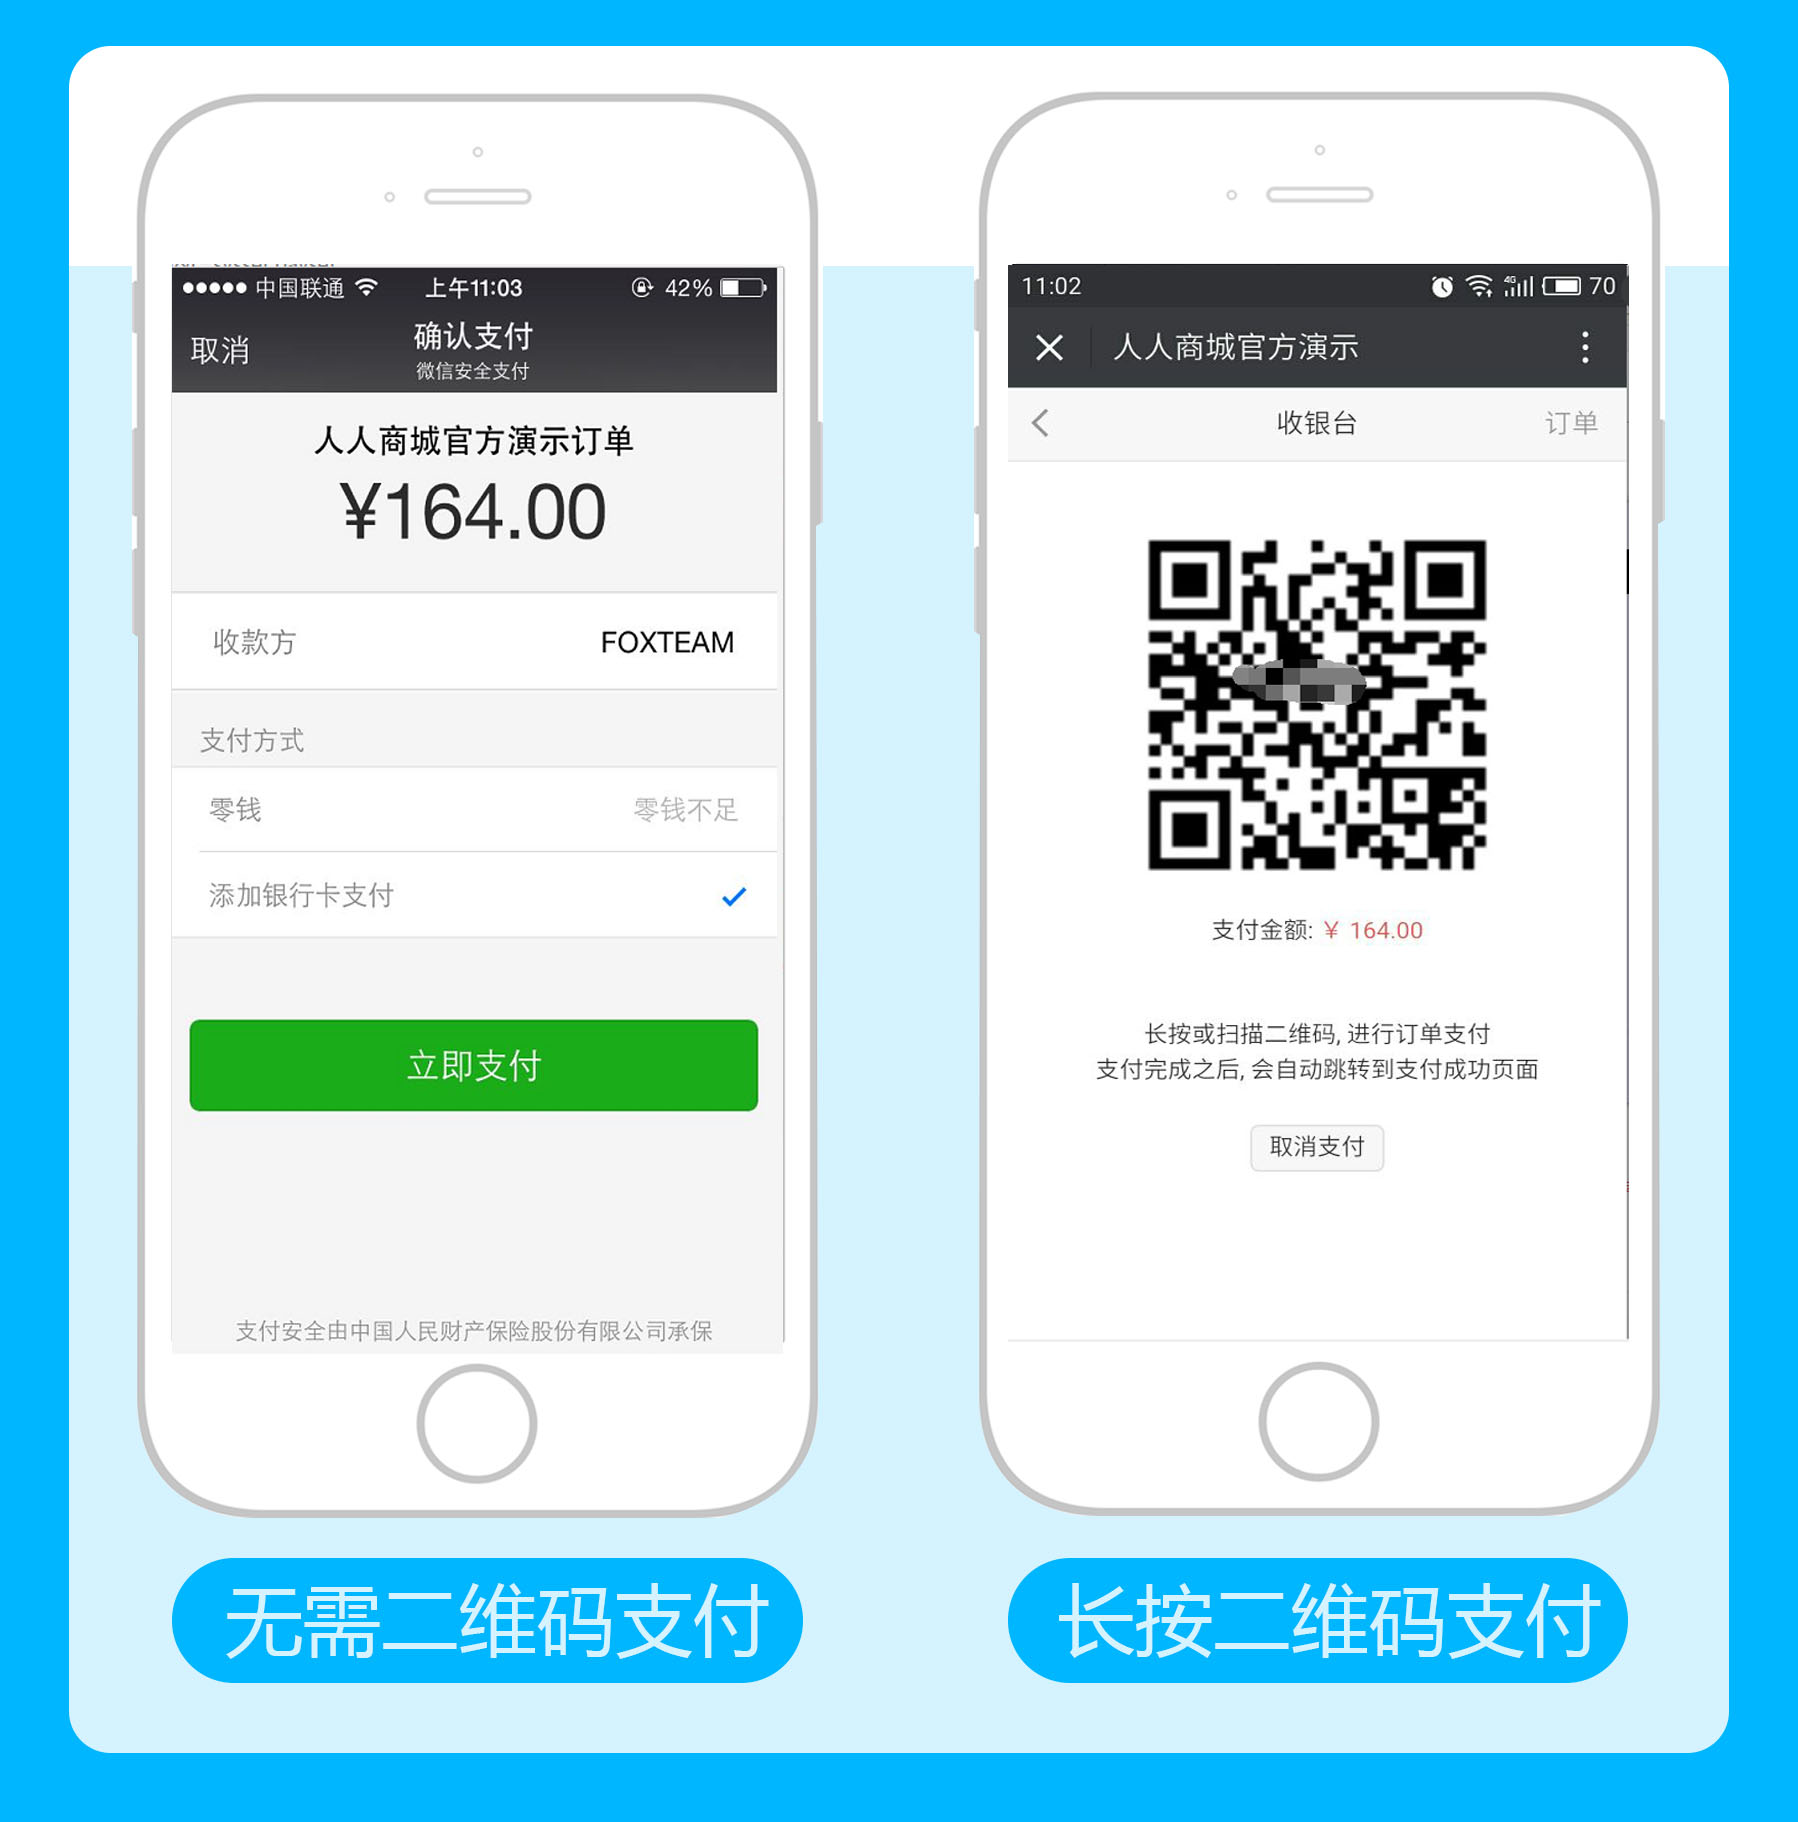 中国联通 上午11:03 42%
取消 确认支付
微信安全支付
人人商城官方演示订单
¥164.00
收款方 FOXTEAM
支付方式
零钱 零钱不足
添加银行卡支付
立即支付
支付安全由中国人民财产保险股份有限公司承保
无需二维码支付
11:02 4G 70
人人商城官方演示
收银台 订单
支付金额: ¥ 164.00
长按或扫描二维码, 进行订单支付
支付完成之后, 会自动跳转到支付成功页面
取消支付
长按二维码支付